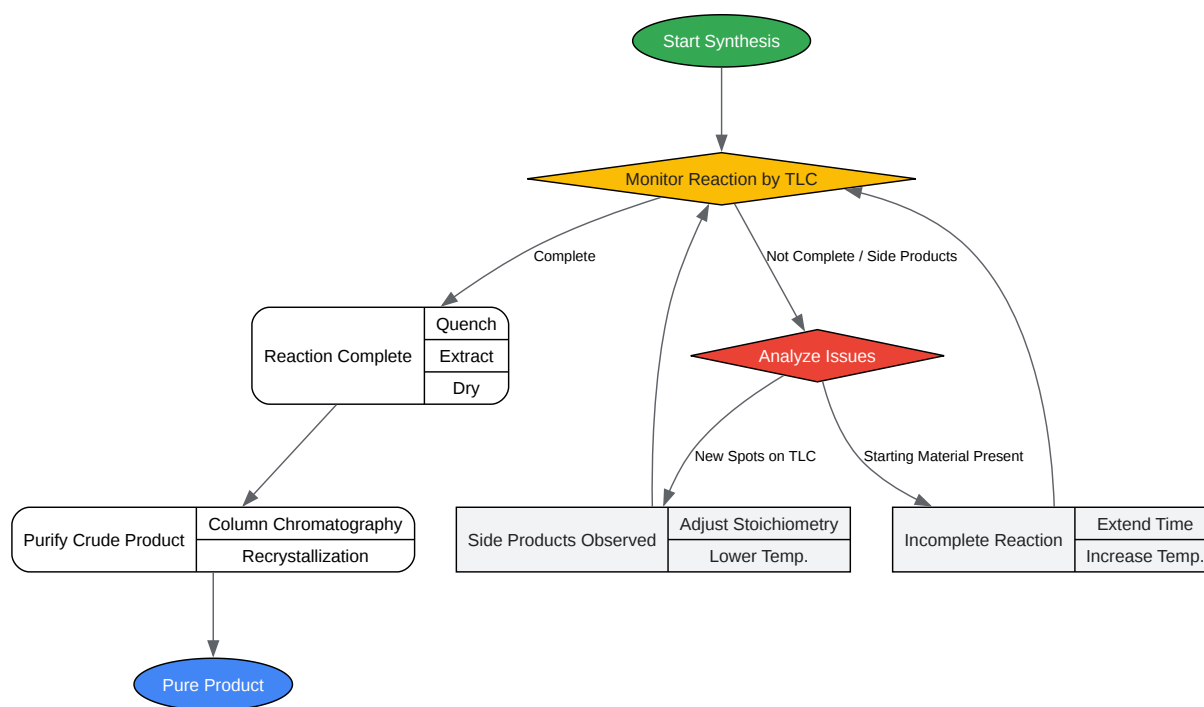 Start Synthesis
Monitor Reaction by TLC
Complete
Not Complete / Side Products
Reaction Complete
Quench
Extract
Dry
Analyze Issues
New Spots on TLC
Starting Material Present
Purify Crude Product
Column Chromatography
Recrystallization
Side Products Observed
Adjust Stoichiometry
Lower Temp.
Incomplete Reaction
Extend Time
Increase Temp.
Pure Product